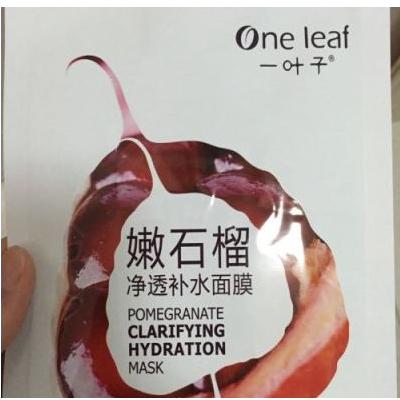 One leaf
一叶子®
嫩石榴
净透补水面膜
POMEGRANATE
CLARIFYING
HYDRATION
MASK